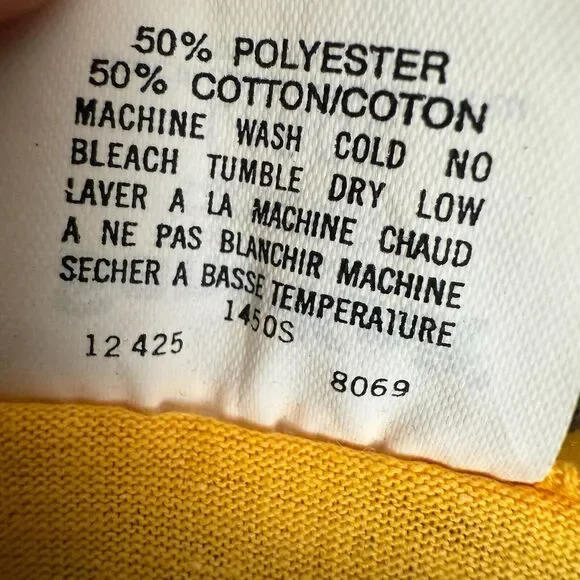 50% POLYESTER
50% COTTON/COTON
MACHINE WASH COLD NO
BLEACH TUMBLE DRY LOW
LAVER A LA MACHINE CHAUD
A NE PAS BLANCHIR MACHINE
SECHER A BASSE TEMPERATURE
1450S
12 425
8069